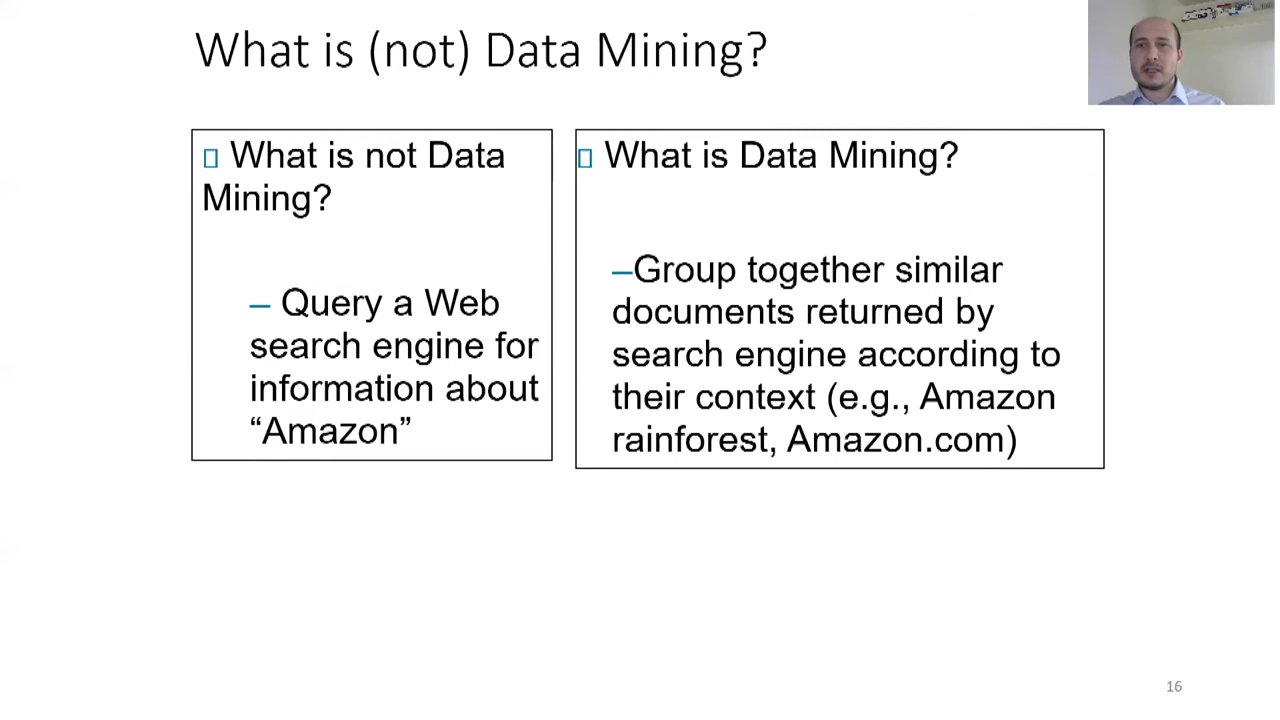 What is (not) Data Mining?
What is not Data
Mining?
– Query a Web
search engine for
information about
“Amazon”
What is Data Mining?
–Group together similar
documents returned by
search engine according to
their context (e.g., Amazon
rainforest, Amazon.com)
16